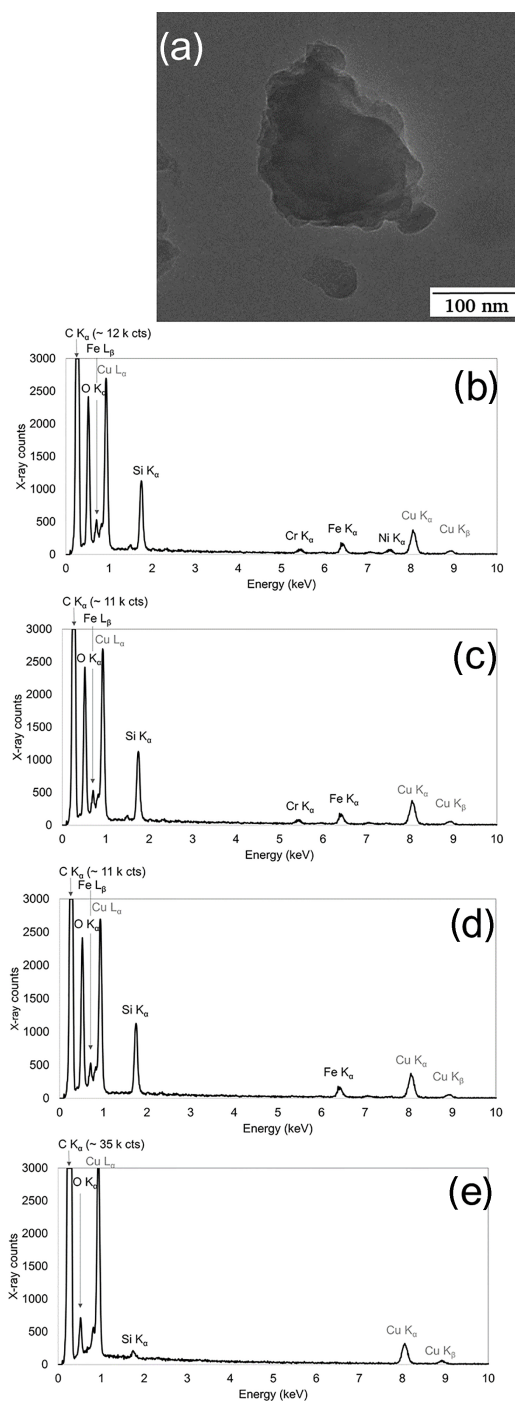 (a)
100 nm
C Kα (~ 12 k cts)
Fe Lβ
Cu Lα
O Kα
(b)
Si Kα
Cr Kα
Fe Kα
Ni Kα
Cu Kα
Cu Kβ
X-ray counts
3000
2500
2000
1500
1000
500
0
0 1 2 3 4 5 6 7 8 9 10
Energy (keV)
C Kα (~ 11 k cts)
Fe Lβ
Cu Lα
O Kα
(c)
Si Kα
Cr Kα
Fe Kα
Cu Kα
Cu Kβ
X-ray counts
3000
2500
2000
1500
1000
500
0
0 1 2 3 4 5 6 7 8 9 10
Energy (keV)
C Kα (~ 11 k cts)
Fe Lβ
Cu Lα
O Kα
(d)
Si Kα
Fe Kα
Cu Kα
Cu Kβ
X-ray counts
3000
2500
2000
1500
1000
500
0
0 1 2 3 4 5 6 7 8 9 10
Energy (keV)
C Kα (~ 35 k cts)
Cu Lα
O Kα
(e)
Si Kα
Cu Kα
Cu Kβ
X-ray counts
3000
2500
2000
1500
1000
500
0
0 1 2 3 4 5 6 7 8 9 10
Energy (keV)